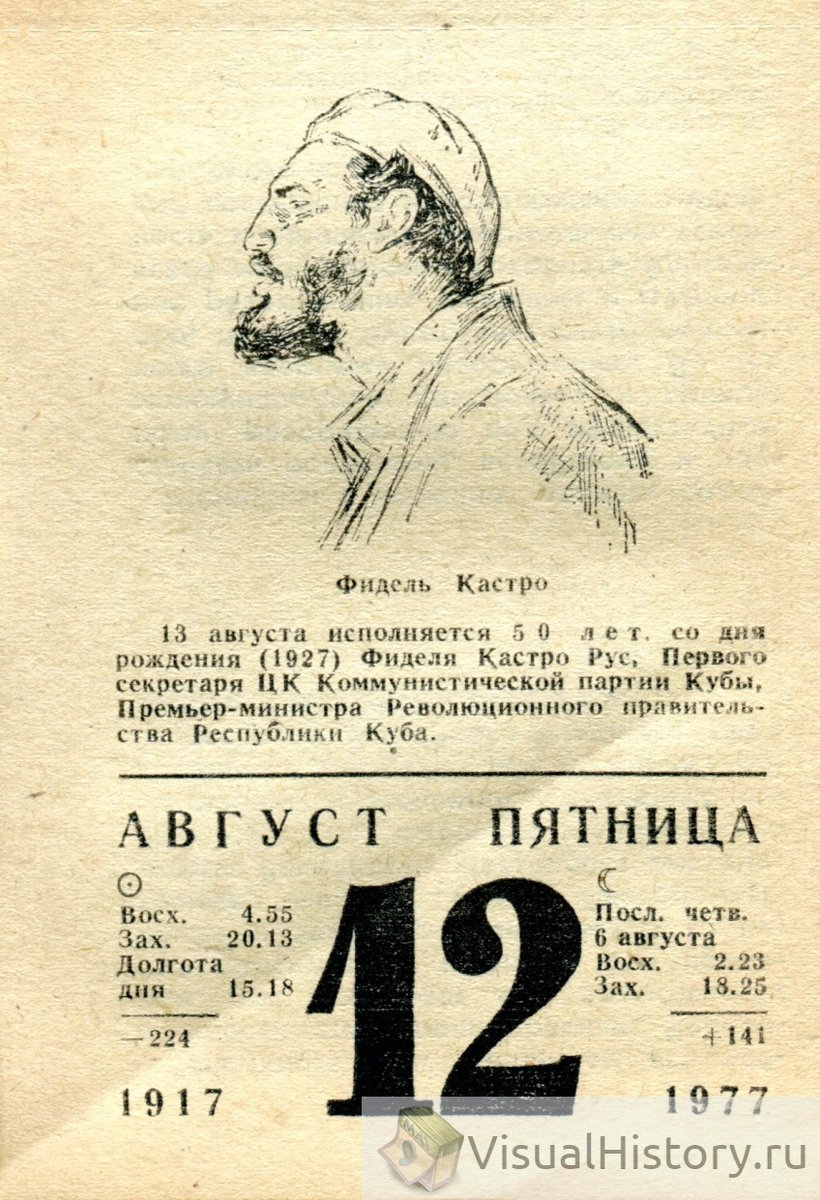 Фидель Кастро
13 августа исполняется 50 лет. со дня
рождения (1927) Фиделя Кастро Рус, Первого
секретаря ЦК Коммунистической партии Кубы,
Премьер-министра Революционного правитель-
ства Республики Куба.
АВГУСТ ПЯТНИЦА
Восх. 4.55
Зах. 20.13
Долгота
дня 15.18
—224
12
Посл. четв.
6 августа
Восх. 2.23
Зах. 18.25
+141
1917
1977
VisualHistory.ru